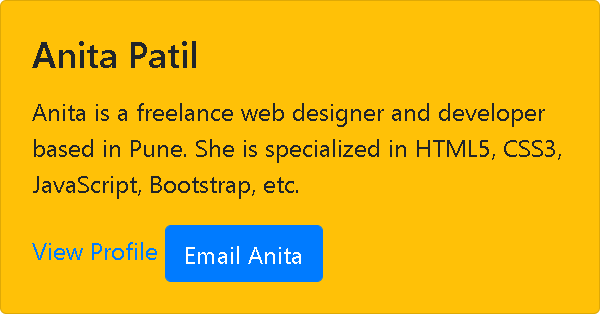 Anita Patil
Anita is a freelance web designer and developer
based in Pune. She is specialized in HTML5, CSS3,
JavaScript, Bootstrap, etc.
View Profile Email Anita